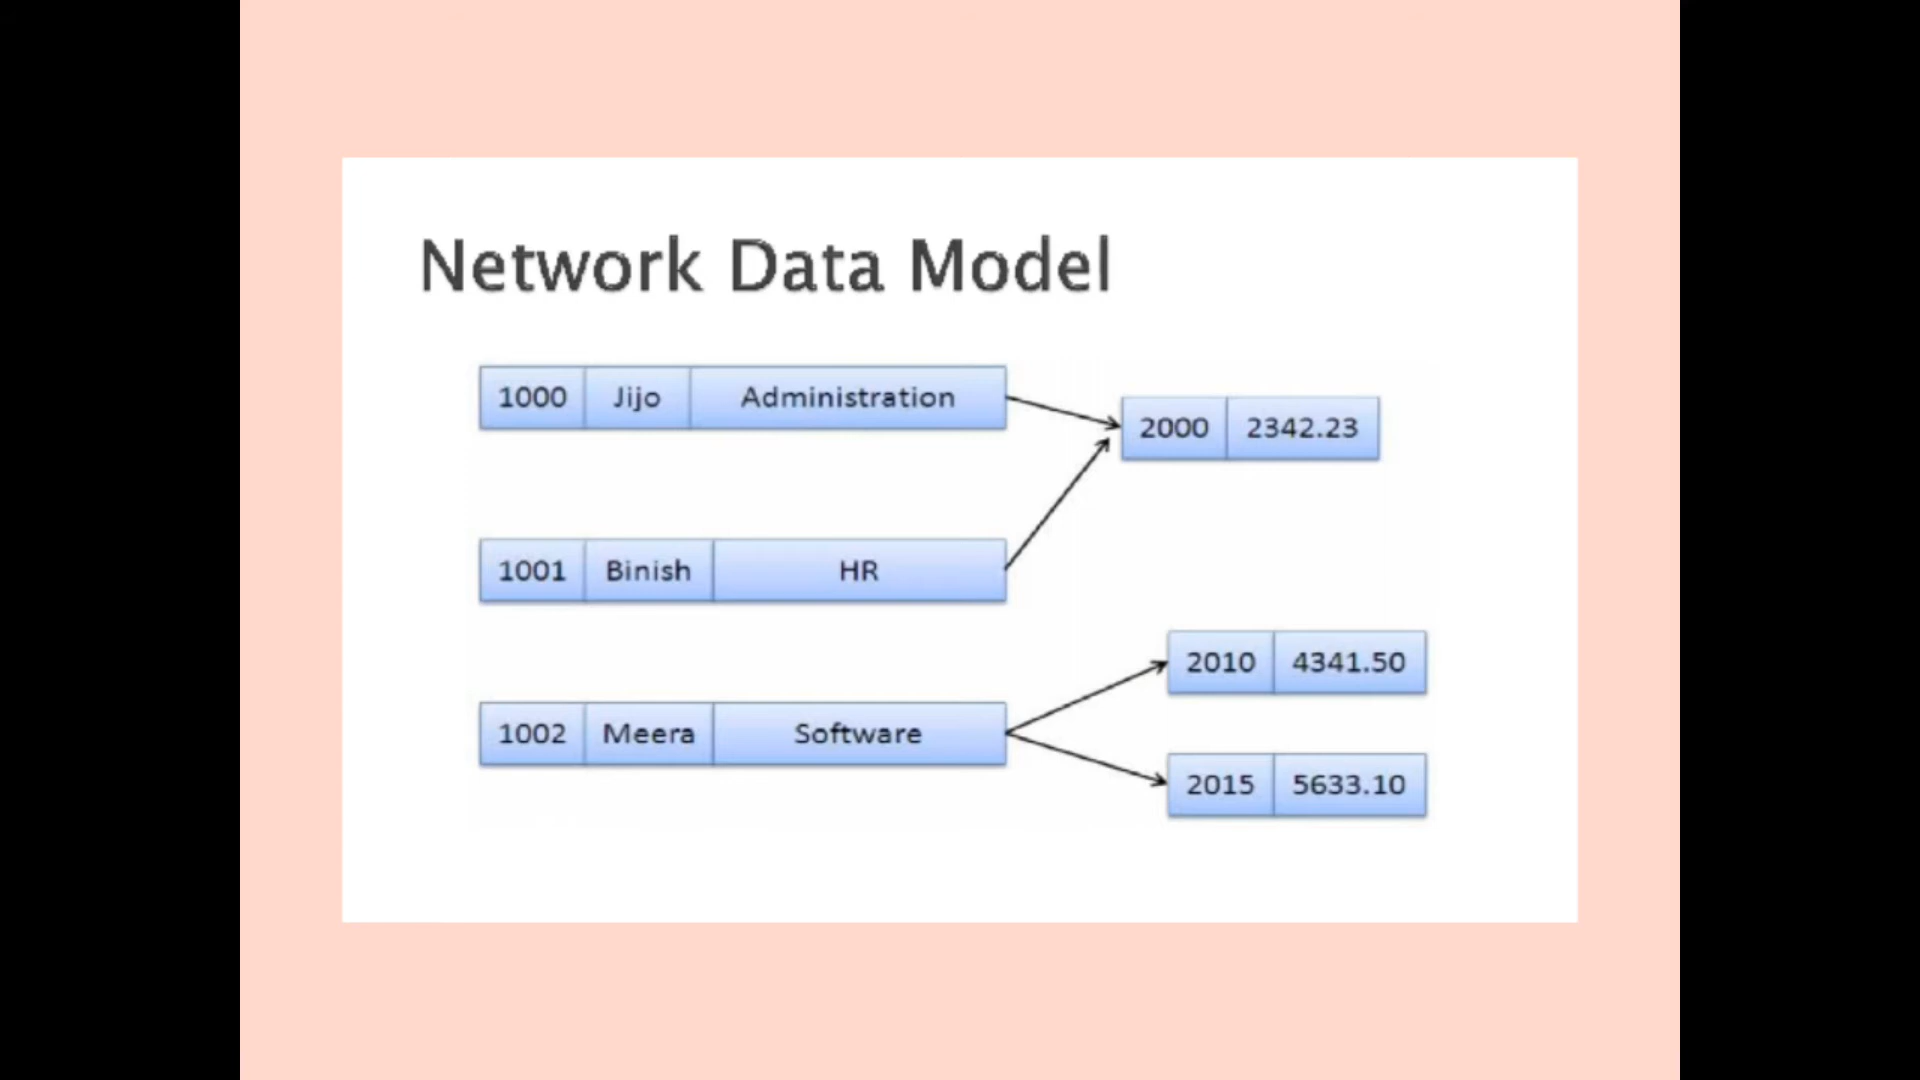 Network Data Model
1000 Jijo Administration
2000 2342.23
1001 Binish HR
2010 4341.50
1002 Meera Software
2015 5633.10